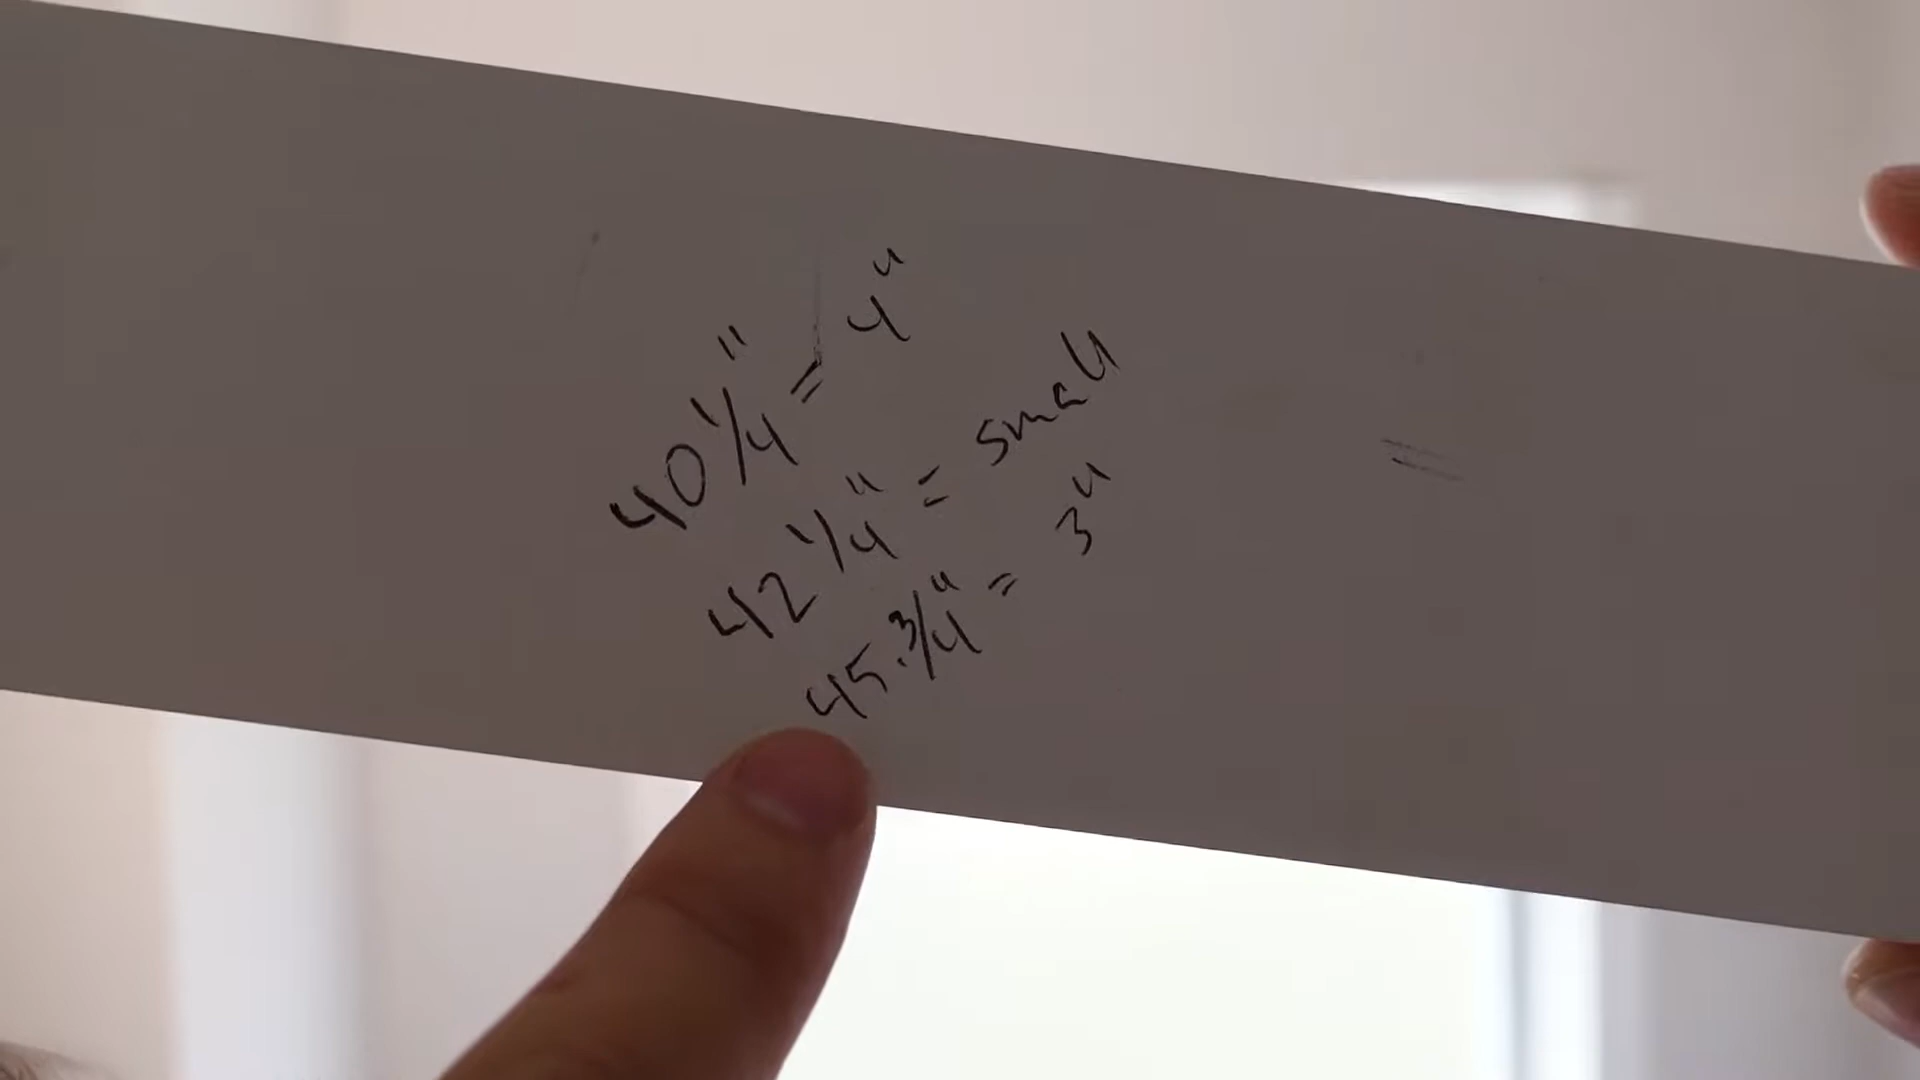 40 1/4" = 4"
42 1/4" = small
45.3/4" = 3"